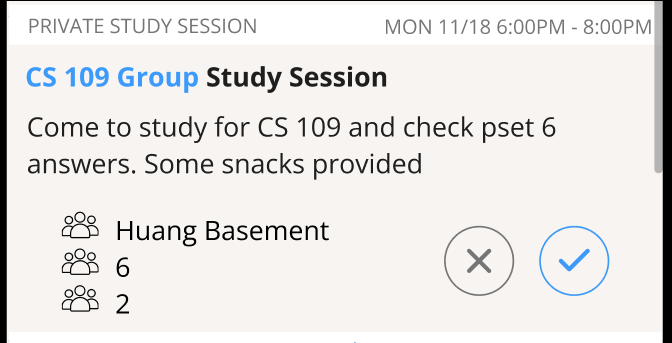 PRIVATE STUDY SESSION MON 11/18 6:00PM - 8:00PM
CS 109 Group Study Session
Come to study for CS 109 and check pset 6
answers. Some snacks provided
Huang Basement
6
2